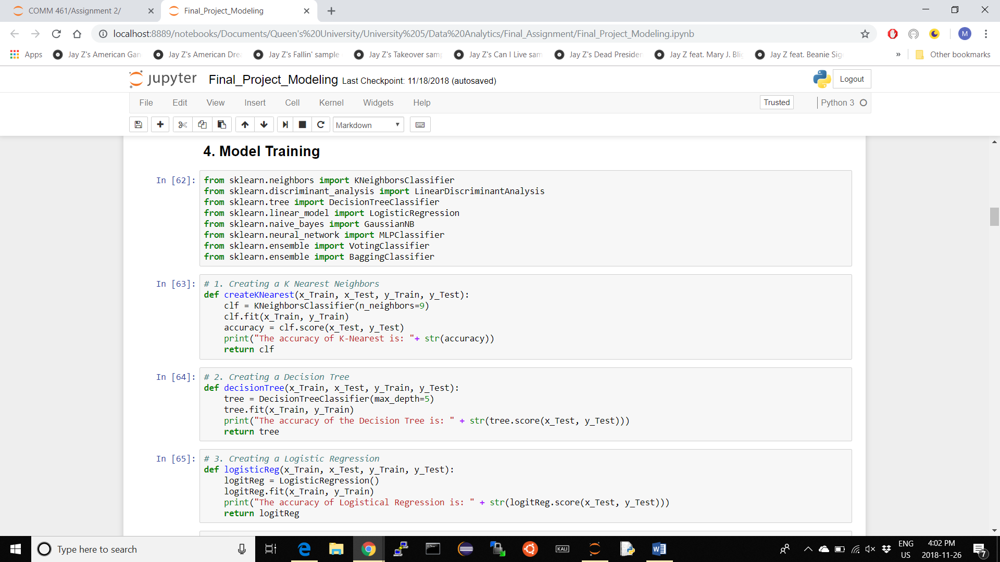 COMM 461/Assignment 2/
Final_Project_Modeling
localhost:8889/notebooks/Documents/Queen's%20University/University%205/Data%20Analytics/Final_Assignment/Final_Project_Modeling.ipynb
M
Apps
Jay Z's American Gan
Jay Z's American Dre
Jay Z's Fallin' sample
Jay Z's Takeover sam
Jay Z's Can I Live sam
Jay Z's Dead Presiden
Jay Z feat. Mary J. Bli
Jay Z feat. Beanie Sig
»
Other bookmarks
jupyter Final_Project_Modeling Last Checkpoint: 11/18/2018 (autosaved)
Logout
File Edit View Insert Cell Kernel Widgets Help
Trusted
Python 3
Markdown
4. Model Training
In [62]:
from sklearn.neighbors import KNeighborsClassifier
from sklearn.discriminant_analysis import LinearDiscriminantAnalysis
from sklearn.tree import DecisionTreeClassifier
from sklearn.linear_model import LogisticRegression
from sklearn.naive_bayes import GaussianNB
from sklearn.neural_network import MLPClassifier
from sklearn.ensemble import VotingClassifier
from sklearn.ensemble import BaggingClassifier
In [63]:
# 1. Creating a K Nearest Neighbors
def createKNearest(x_Train, x_Test, y_Train, y_Test):
    clf = KNeighborsClassifier(n_neighbors=9)
    clf.fit(x_Train, y_Train)
    accuracy = clf.score(x_Test, y_Test)
    print("The accuracy of K-Nearest is: "+ str(accuracy))
    return clf
In [64]:
# 2. Creating a Decision Tree
def decisionTree(x_Train, x_Test, y_Train, y_Test):
    tree = DecisionTreeClassifier(max_depth=5)
    tree.fit(x_Train, y_Train)
    print("The accuracy of the Decision Tree is: " + str(tree.score(x_Test, y_Test)))
    return tree
In [65]:
# 3. Creating a Logistic Regression
def logisticReg(x_Train, x_Test, y_Train, y_Test):
    logitReg = LogisticRegression()
    logitReg.fit(x_Train, y_Train)
    print("The accuracy of Logistical Regression is: " + str(logitReg.score(x_Test, y_Test)))
    return logitReg
Type here to search
KALI
ENG
US
4:02 PM
2018-11-26
7